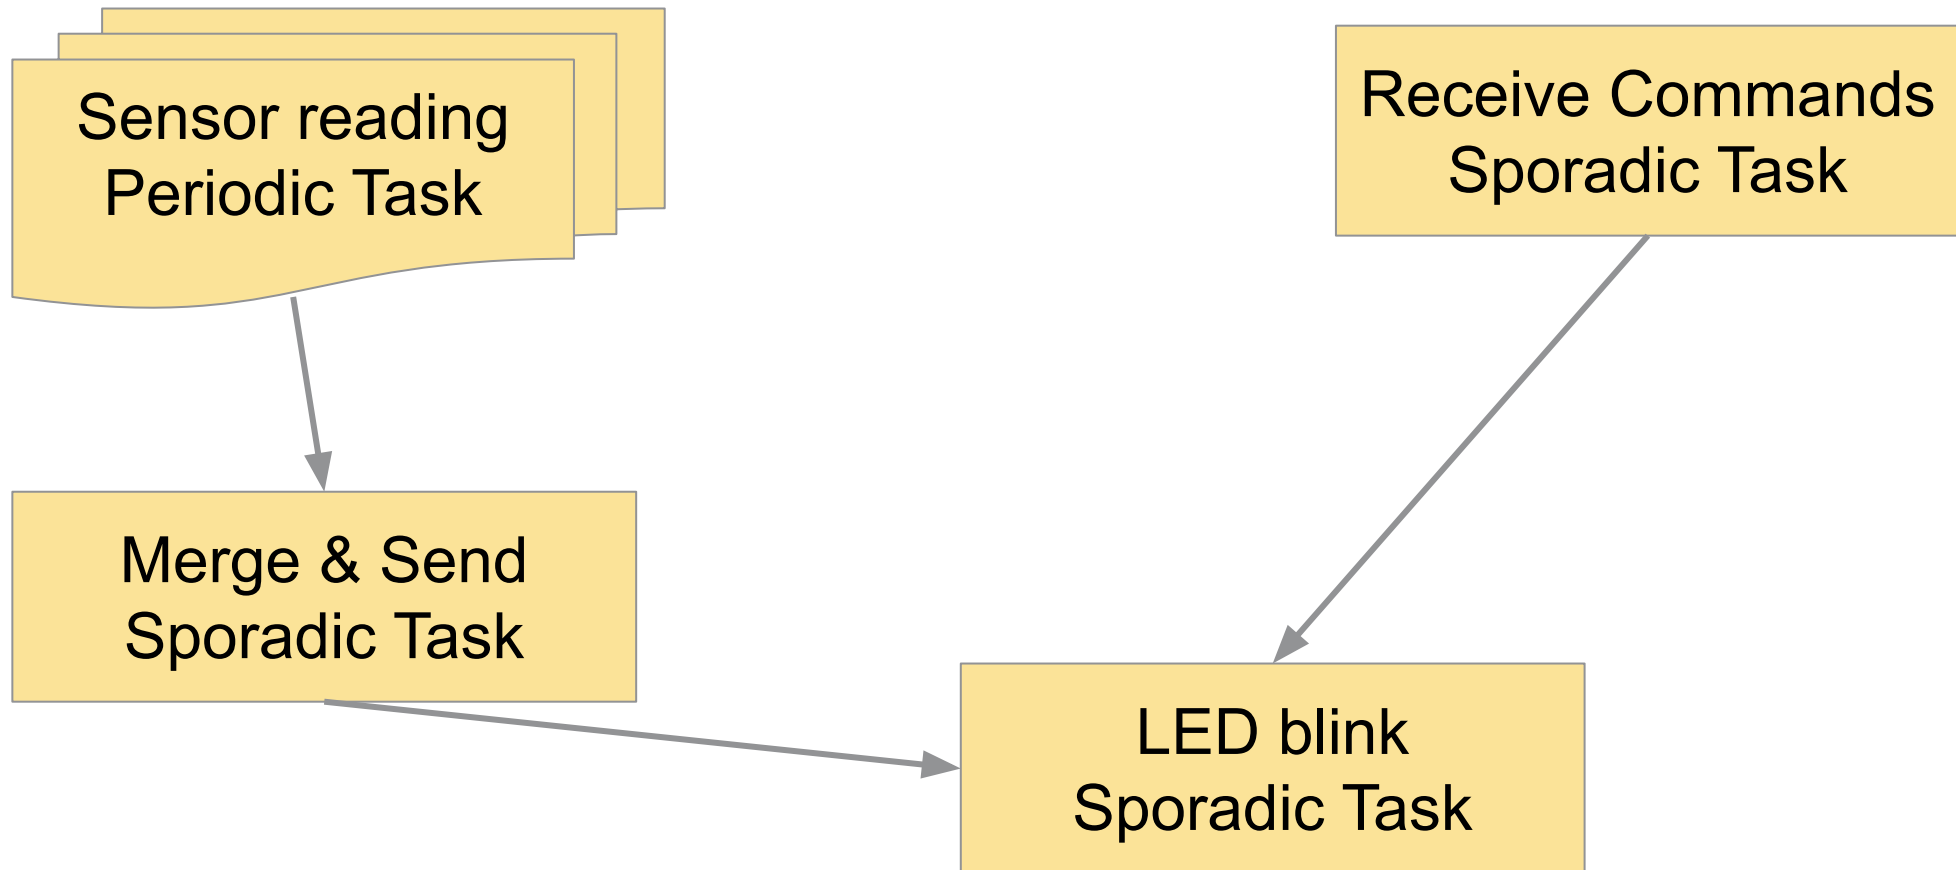 Sensor reading
Periodic Task
Receive Commands
Sporadic Task
Merge & Send
Sporadic Task
LED blink
Sporadic Task